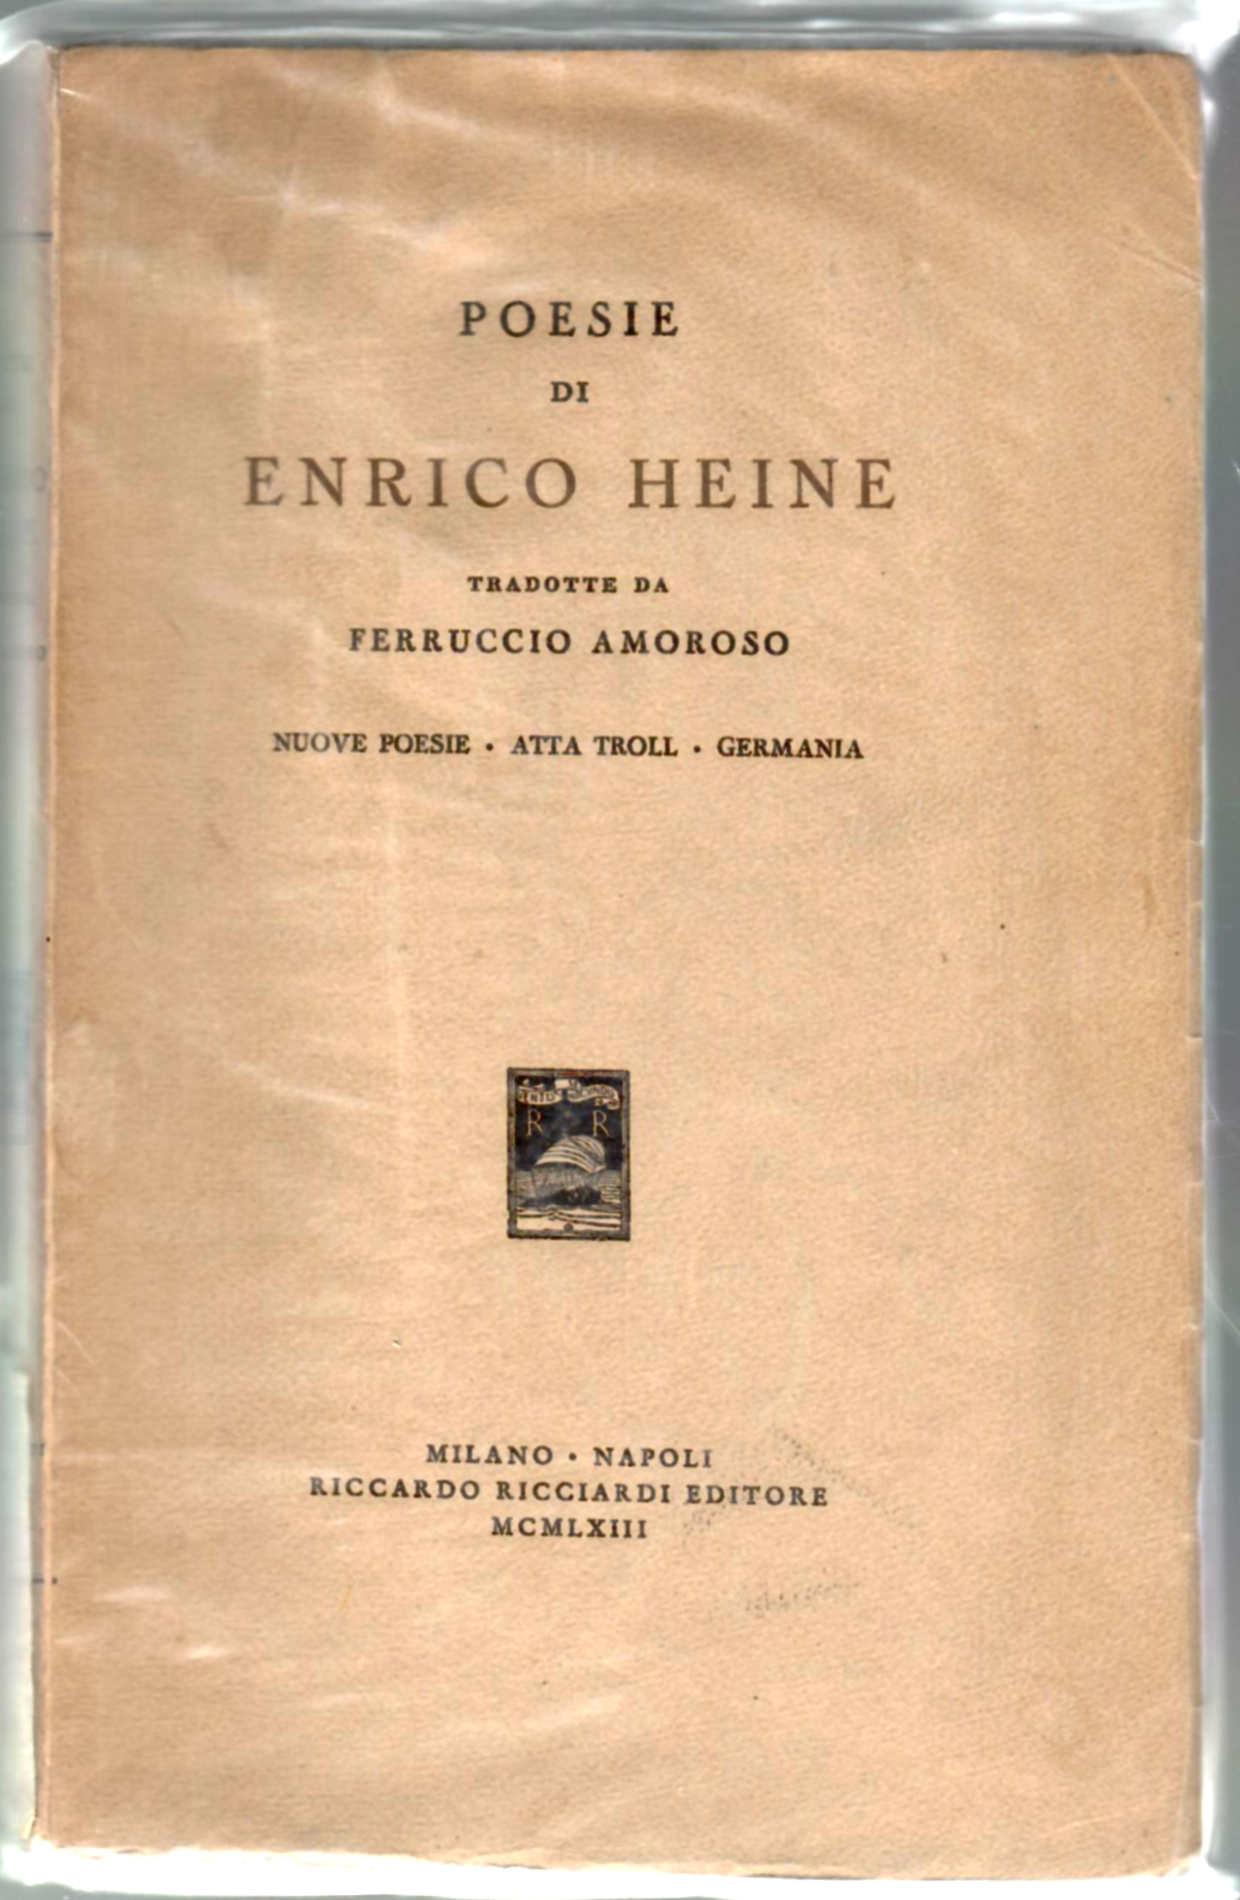 POESIE
DI
ENRICO HEINE
TRADOTTE DA
FERRUCCIO AMOROSO
NUOVE POESIE • ATTA TROLL • GERMANIA
R R
MILANO • NAPOLI
RICCARDO RICCIARDI EDITORE
MCMLXIII